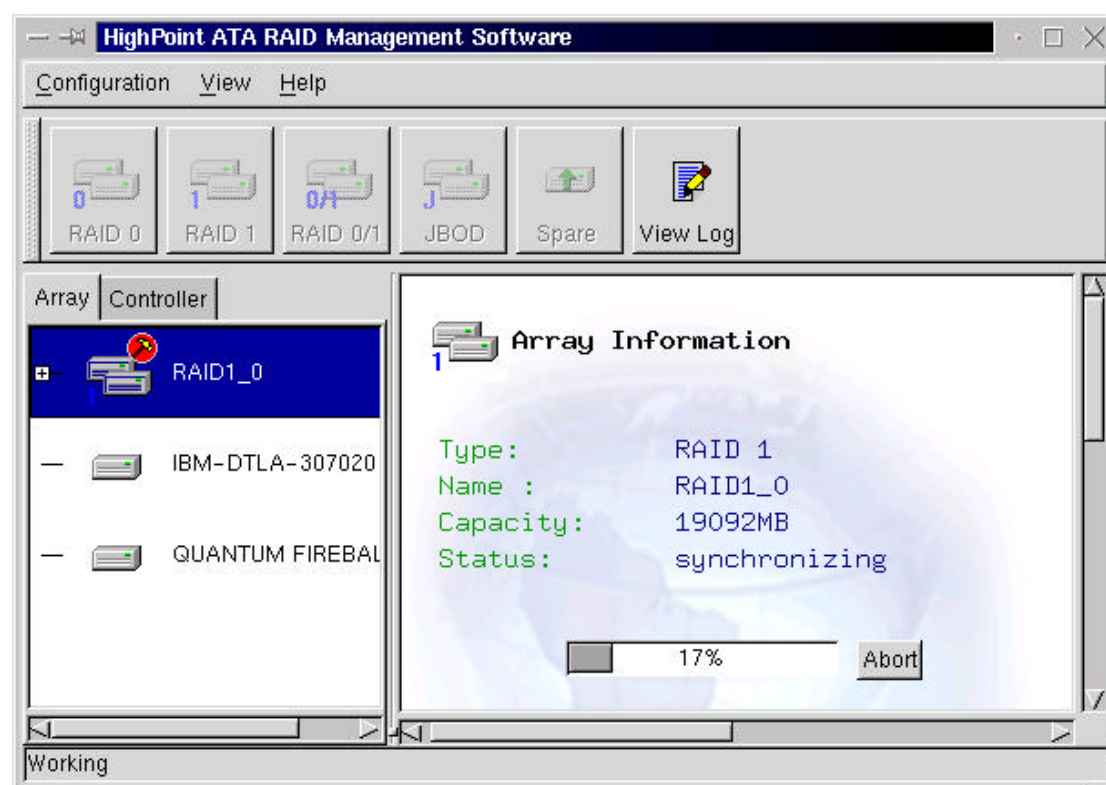 HighPoint ATA RAID Management Software
Configuration View Help
0 1 0/1 J
RAID 0 RAID 1 RAID 0/1 JBOD Spare View Log
Array Controller
1 RAID1_0
IBM-DTLA-307020
QUANTUM FIREBAL
1 Array Information
Type: RAID 1
Name : RAID1_0
Capacity: 19092MB
Status: synchronizing
17% Abort
Working